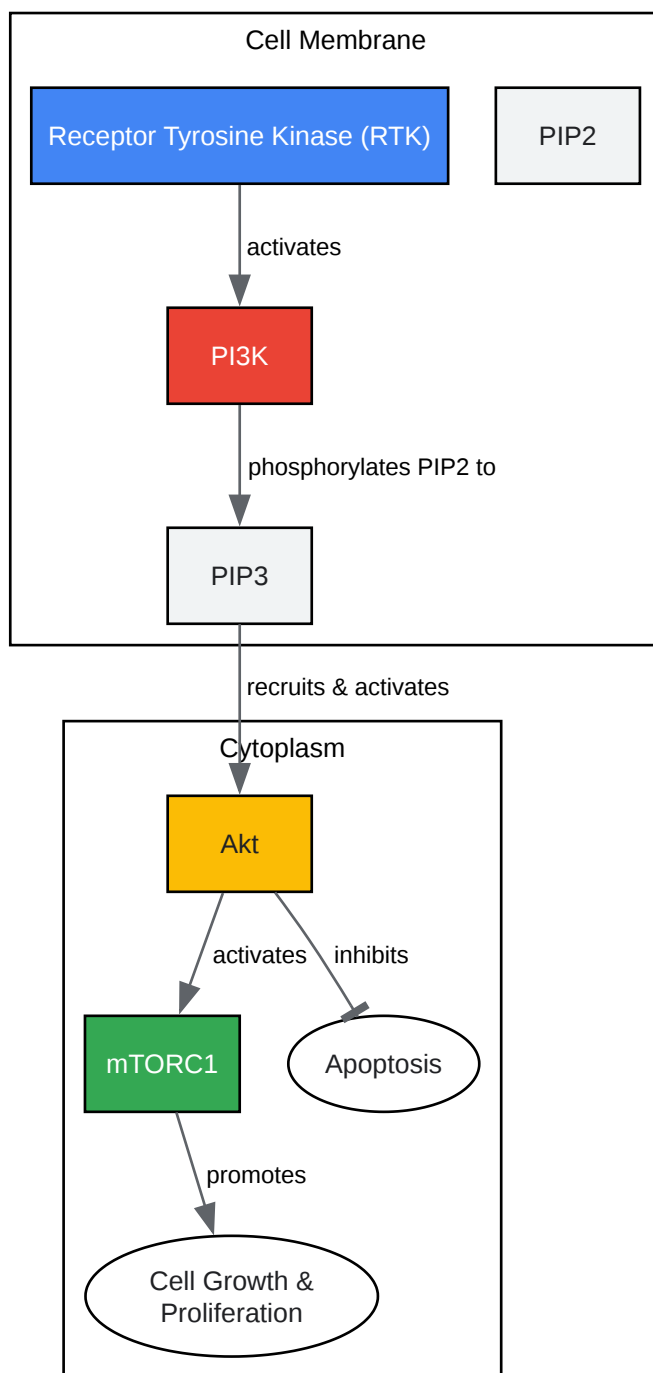 Cell Membrane
Receptor Tyrosine Kinase (RTK)
PIP2
activates
PI3K
phosphorylates PIP2 to
PIP3
recruits & activates
Cytoplasm
Akt
activates
inhibits
mTORC1
Apoptosis
promotes
Cell Growth &
Proliferation